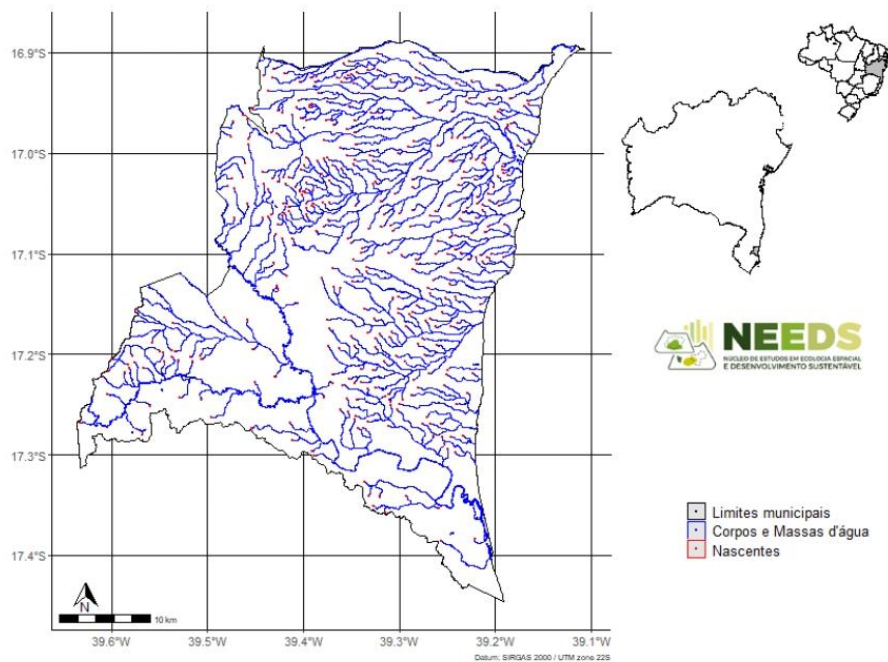 16.9°S
17.0°S
17.1°S
17.2°S
17.3°S
17.4°S
N
10 km
39.6°W
39.5°W
39.4°W
39.3°W
39.2°W
39.1°W
Datum: SIRGAS 2000 / UTM zone 22S
NEEDS
NÚCLEO DE ESTUDOS EM ECOLOGIA ESPACIAL
E DESENVOLVIMENTO SUSTENTÁVEL
Limites municipais
Corpos e Massas d'água
Nascentes